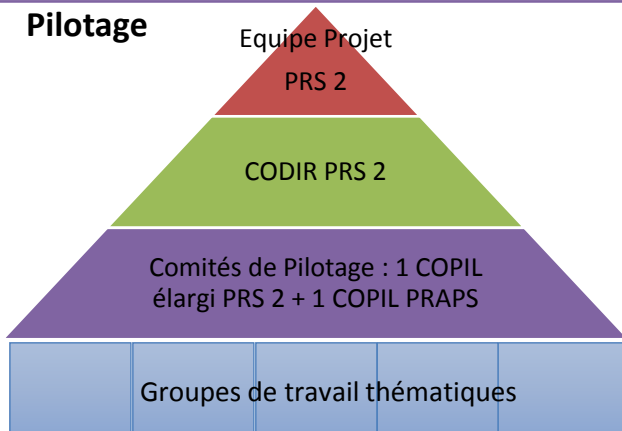 Pilotage
Equipe Projet
PRS 2
CODIR PRS 2
Comités de Pilotage : 1 COPIL
élargi PRS 2 + 1 COPIL PRAPS
Groupes de travail thématiques